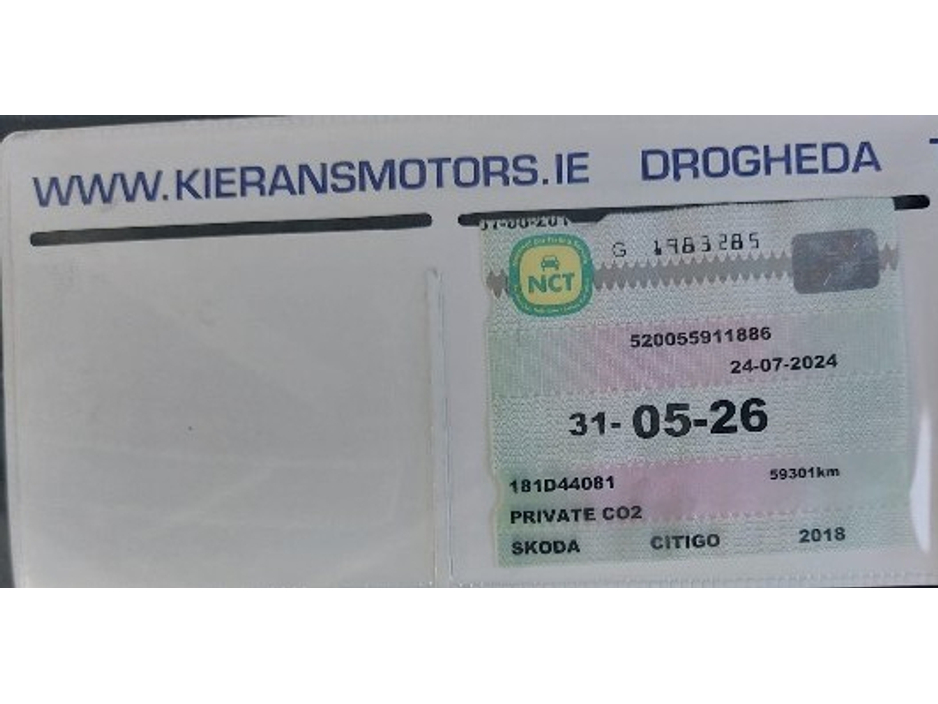 WWW.KIERANSMOTORS.IE DROGHEDA
G 1983285
NCT
520055911886
24-07-2024
31-05-26
181D44081 59301km
PRIVATE CO2
SKODA CITIGO 2018